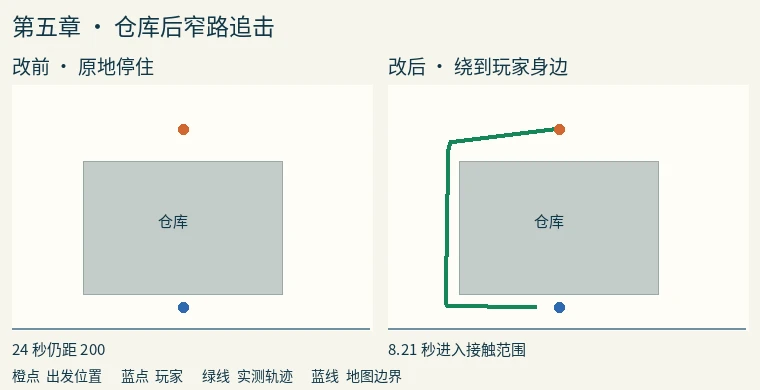 第五章 · 仓库后窄路追击
改前 · 原地停住
改后 · 绕到玩家身边
仓库
仓库
24 秒仍距 200
8.21 秒进入接触范围
橙点 出发位置 蓝点 玩家 绿线 实测轨迹 蓝线 地图边界